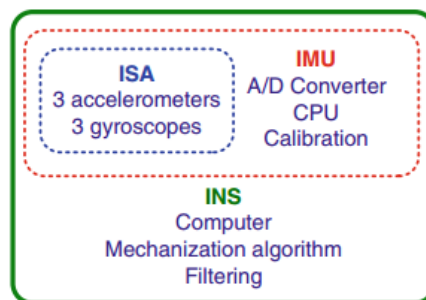 ISA
3 accelerometers
3 gyroscopes
IMU
A/D Converter
CPU
Calibration
INS
Computer
Mechanization algorithm
Filtering